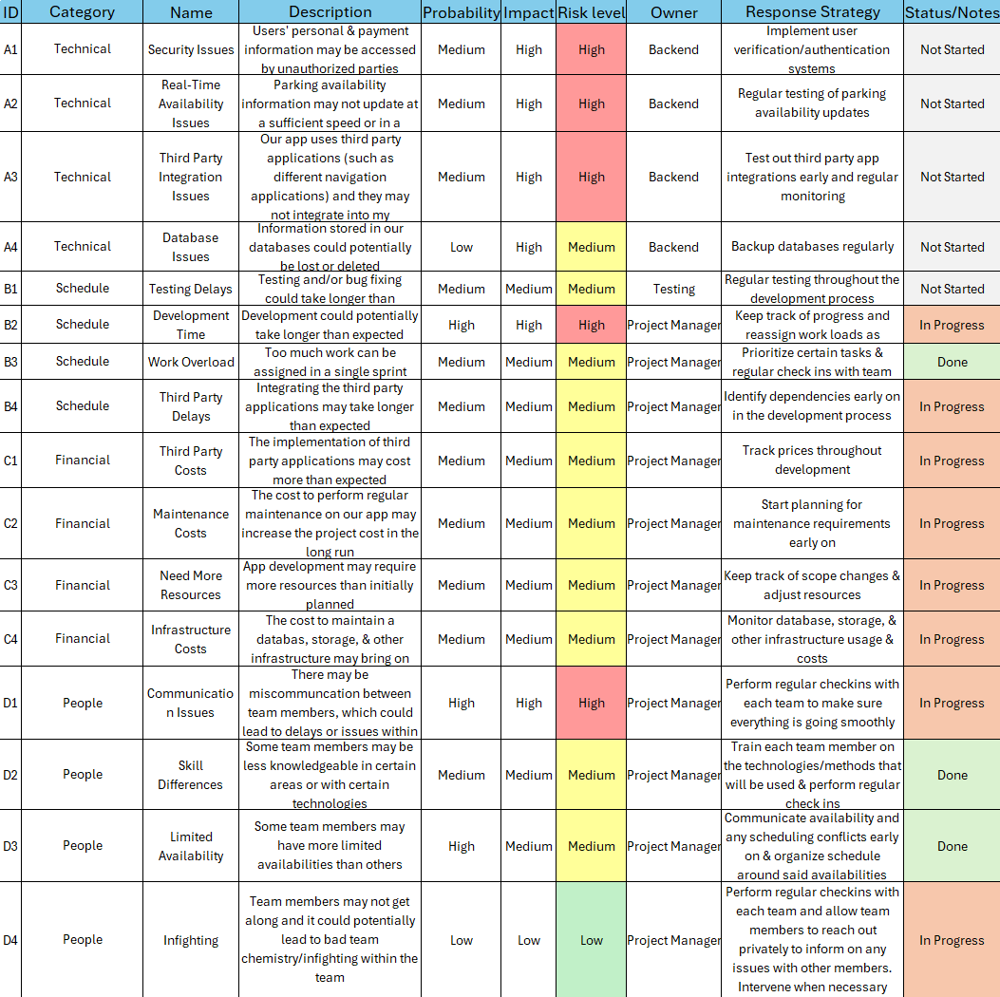 ID Category Name Description Probability Impact Risk level Owner Response Strategy Status/Notes
A1 Technical Security Issues Users' personal & payment information may be accessed by unauthorized parties Medium High High Backend Implement user verification/authentication systems Not Started
A2 Technical Real-Time Availability Issues Parking availability information may not update at a sufficient speed or in a Medium High High Backend Regular testing of parking availability updates Not Started
A3 Technical Third Party Integration Issues Our app uses third party applications (such as different navigation applications) and they may not integrate into my Medium High High Backend Test out third party app integrations early and regular monitoring Not Started
A4 Technical Database Issues Information stored in our databases could potentially be lost or deleted Low High Medium Backend Backup databases regularly Not Started
B1 Schedule Testing Delays Testing and/or bug fixing could take longer than Medium Medium Medium Testing Regular testing throughout the development process Not Started
B2 Schedule Development Time Development could potentially take longer than expected High High High Project Manager Keep track of progress and reassign work loads as In Progress
B3 Schedule Work Overload Too much work can be assigned in a single sprint Medium Medium Medium Project Manager Prioritize certain tasks & regular check ins with team Done
B4 Schedule Third Party Delays Integrating the third party applications may take longer than expected Medium Medium Medium Project Manager Identify dependencies early on in the development process In Progress
C1 Financial Third Party Costs The implementation of third party applications may cost more than expected Medium Medium Medium Project Manager Track prices throughout development In Progress
C2 Financial Maintenance Costs The cost to perform regular maintenance on our app may increase the project cost in the long run Medium Medium Medium Project Manager Start planning for maintenance requirements early on In Progress
C3 Financial Need More Resources App development may require more resources than initially planned Medium Medium Medium Project Manager Keep track of scope changes & adjust resources In Progress
C4 Financial Infrastructure Costs The cost to maintain a databas, storage, & other infrastructure may bring on Medium Medium Medium Project Manager Monitor database, storage, & other infrastructure usage & costs In Progress
D1 People Communicatio n Issues There may be miscommuncation between team members, which could lead to delays or issues within High High High Project Manager Perform regular checkins with each team to make sure everything is going smoothly In Progress
D2 People Skill Differences Some team members may be less knowledgeable in certain areas or with certain technologies Medium Medium Medium Project Manager Train each team member on the technologies/methods that will be used & perform regular check ins Done
D3 People Limited Availability Some team members may have more limited availabilities than others High Medium Medium Project Manager Communicate availability and any scheduling conflicts early on & organize schedule around said availabilities Done
D4 People Infighting Team members may not get along and it could potentially lead to bad team chemistry/infighting within the team Low Low Low Project Manager Perform regular checkins with each team and allow team members to reach out privately to inform on any issues with other members. Intervene when necessary In Progress